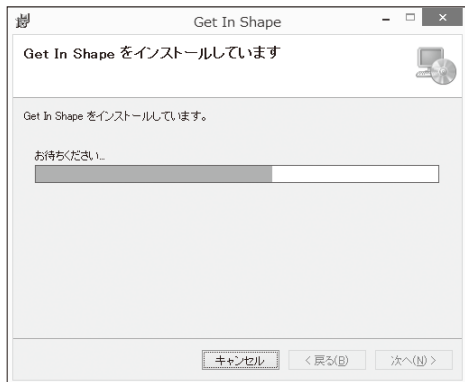 Get In Shape
Get In Shape をインストールしています
Get In Shape をインストールしています。
お待ちください...
キャンセル
< 戻る(B)
次へ(N) >